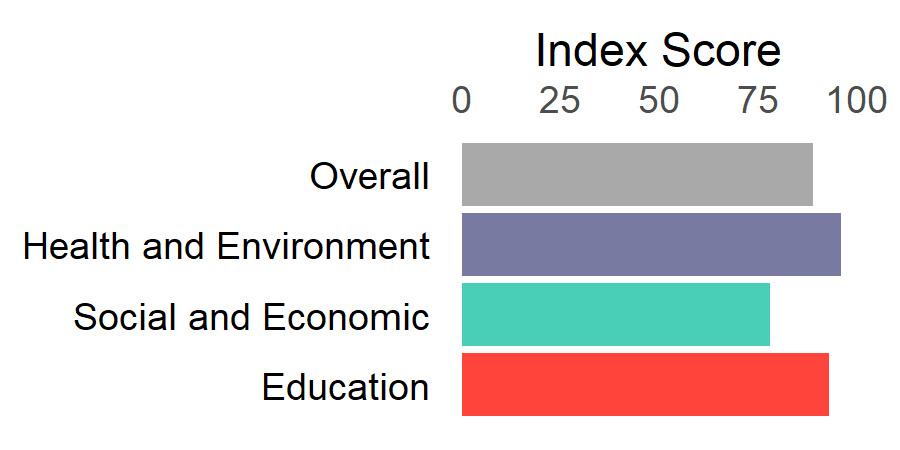 Index Score
0 25 50 75 100
Overall
Health and Environment
Social and Economic
Education